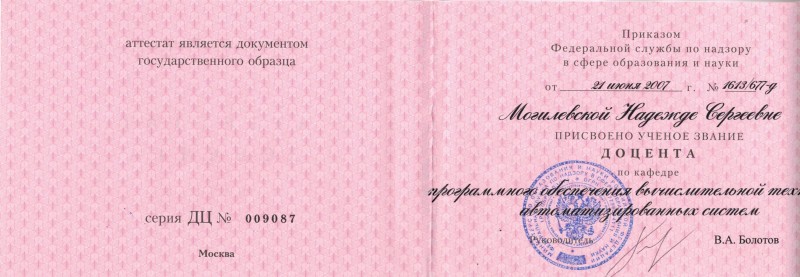 аттестат является документом
государственного образца
серия ДЦ № 009087
Москва
Приказом
Федеральной службы по надзору
в сфере образования и науки
от 21 июня 2007 г. № 1613/677-д
Могилевской Надежде Сергеевне
ПРИСВОЕНО УЧЕНОЕ ЗВАНИЕ
ДОЦЕНТА
по кафедре
программного обеспечения вычислительной техн
автоматизированных систем
Руководитель В.А. Болотов